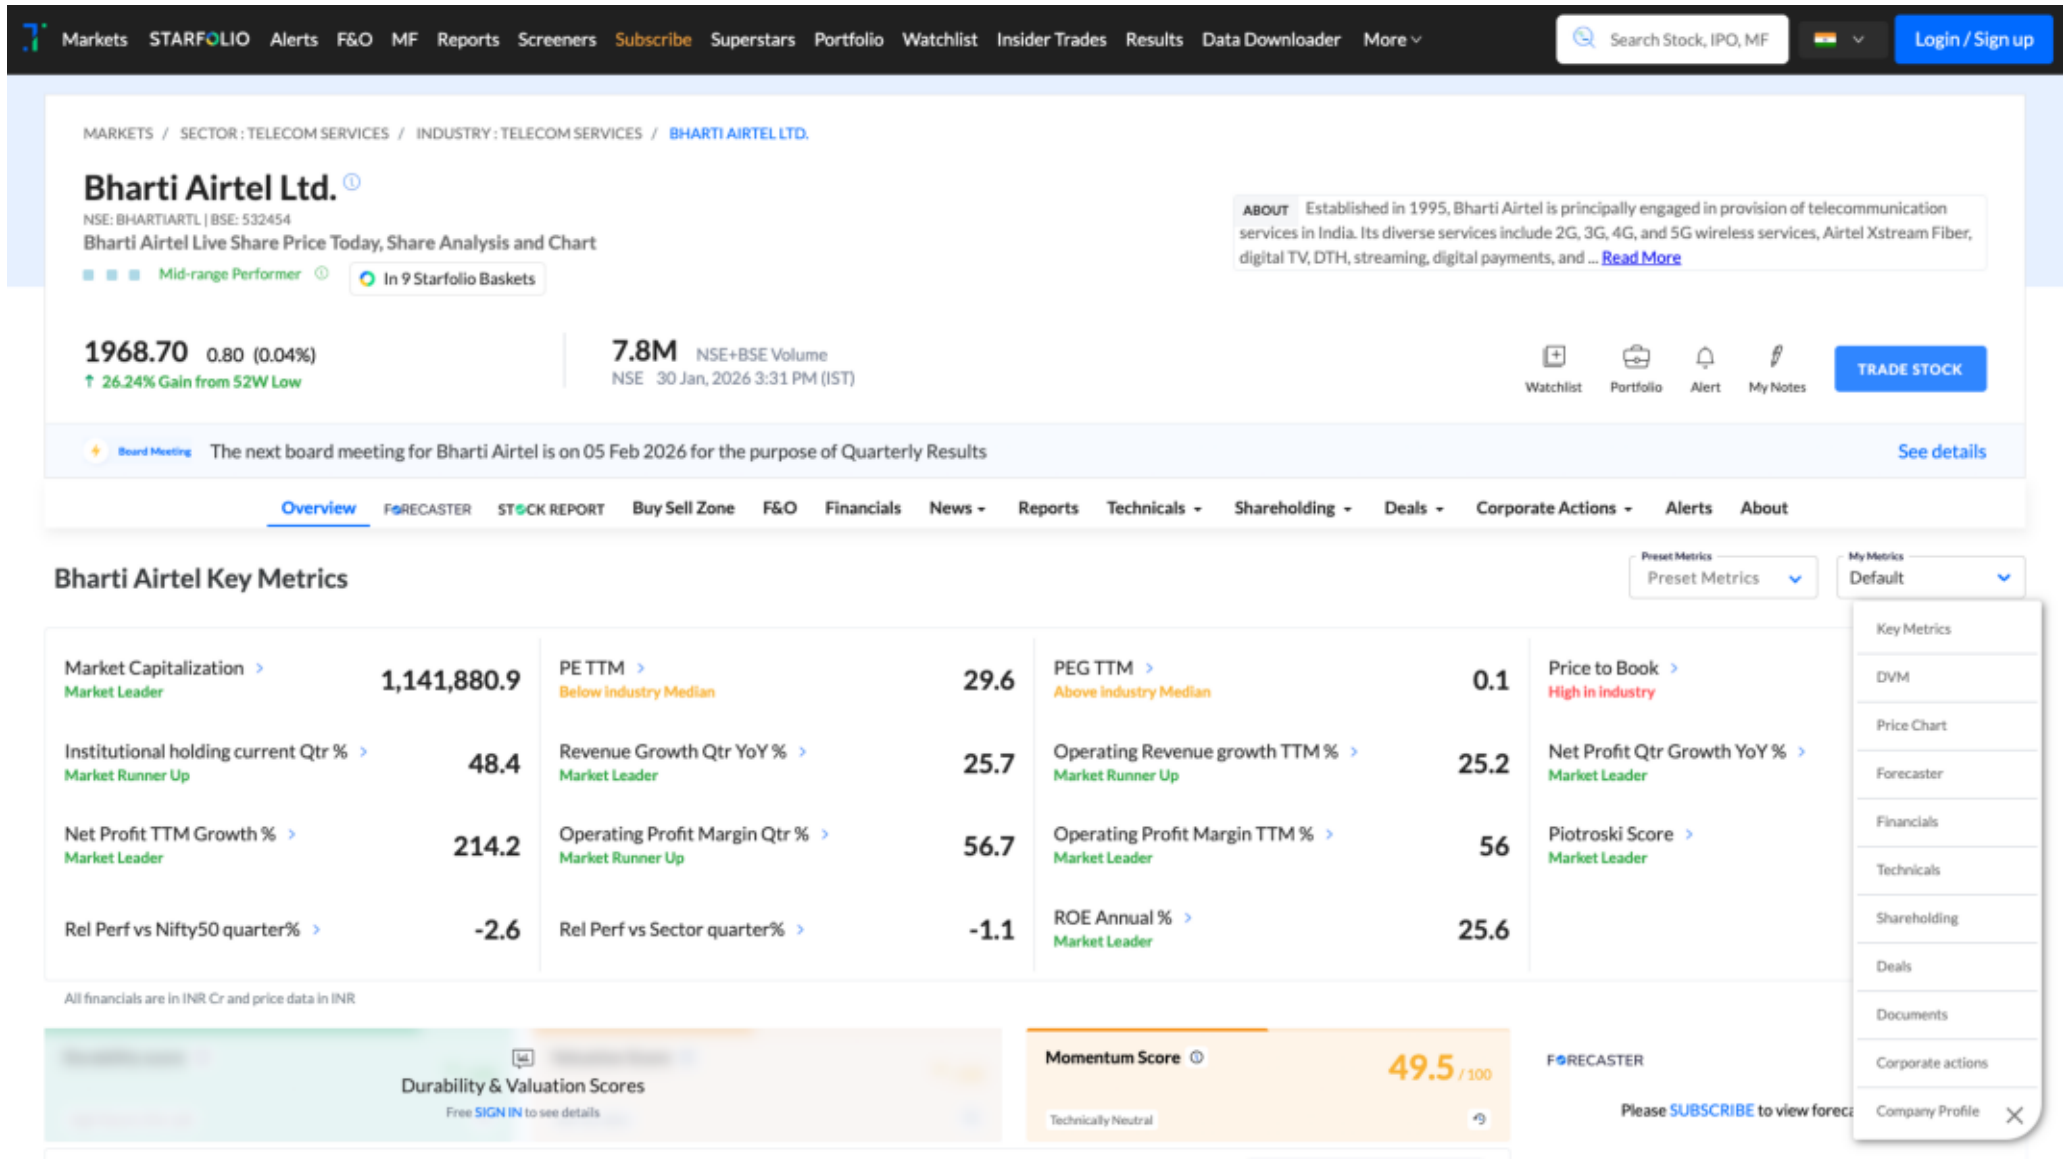 Markets STARFOLIO Alerts F&O MF Reports Screeners Subscribe Superstars Portfolio Watchlist Insider Trades Results Data Downloader More
Search Stock, IPO, MF
Login / Sign up
MARKETS / SECTOR : TELECOM SERVICES / INDUSTRY : TELECOM SERVICES / BHARTI AIRTEL LTD.
Bharti Airtel Ltd.
NSE: BHARTIARTL | BSE: 532454
Bharti Airtel Live Share Price Today, Share Analysis and Chart
Mid-range Performer
In 9 Starfolio Baskets
ABOUT Established in 1995, Bharti Airtel is principally engaged in provision of telecommunication
services in India. Its diverse services include 2G, 3G, 4G, and 5G wireless services, Airtel Xstream Fiber,
digital TV, DTH, streaming, digital payments, and ... Read More
1968.70 0.80 (0.04%)
↑ 26.24% Gain from 52W Low
7.8M NSE+BSE Volume
NSE 30 Jan, 2026 3:31 PM (IST)
Watchlist Portfolio Alert My Notes
TRADE STOCK
Board Meeting The next board meeting for Bharti Airtel is on 05 Feb 2026 for the purpose of Quarterly Results See details
Overview FORECASTER STOCK REPORT Buy Sell Zone F&O Financials News Reports Technicals Shareholding Deals Corporate Actions Alerts About
Bharti Airtel Key Metrics
Preset Metrics
Preset Metrics
My Metrics
Default
Market Capitalization 1,141,880.9
Market Leader
PE TTM 29.6
Below industry Median
PEG TTM 0.1
Above industry Median
Price to Book
High in industry
Institutional holding current Qtr % 48.4
Market Runner Up
Revenue Growth Qtr YoY % 25.7
Market Leader
Operating Revenue growth TTM % 25.2
Market Runner Up
Net Profit Qtr Growth YoY %
Market Leader
Net Profit TTM Growth % 214.2
Market Leader
Operating Profit Margin Qtr % 56.7
Market Runner Up
Operating Profit Margin TTM % 56
Market Leader
Piotroski Score
Market Leader
Rel Perf vs Nifty50 quarter% -2.6
Rel Perf vs Sector quarter% -1.1
ROE Annual % 25.6
Market Leader
All financials are in INR Cr and price data in INR
Durability & Valuation Scores
Free SIGN IN to see details
Momentum Score 49.5 / 100
Technically Neutral
FORECASTER
Please SUBSCRIBE to view foreca
Key Metrics
DVM
Price Chart
Forecaster
Financials
Technicals
Shareholding
Deals
Documents
Corporate actions
Company Profile